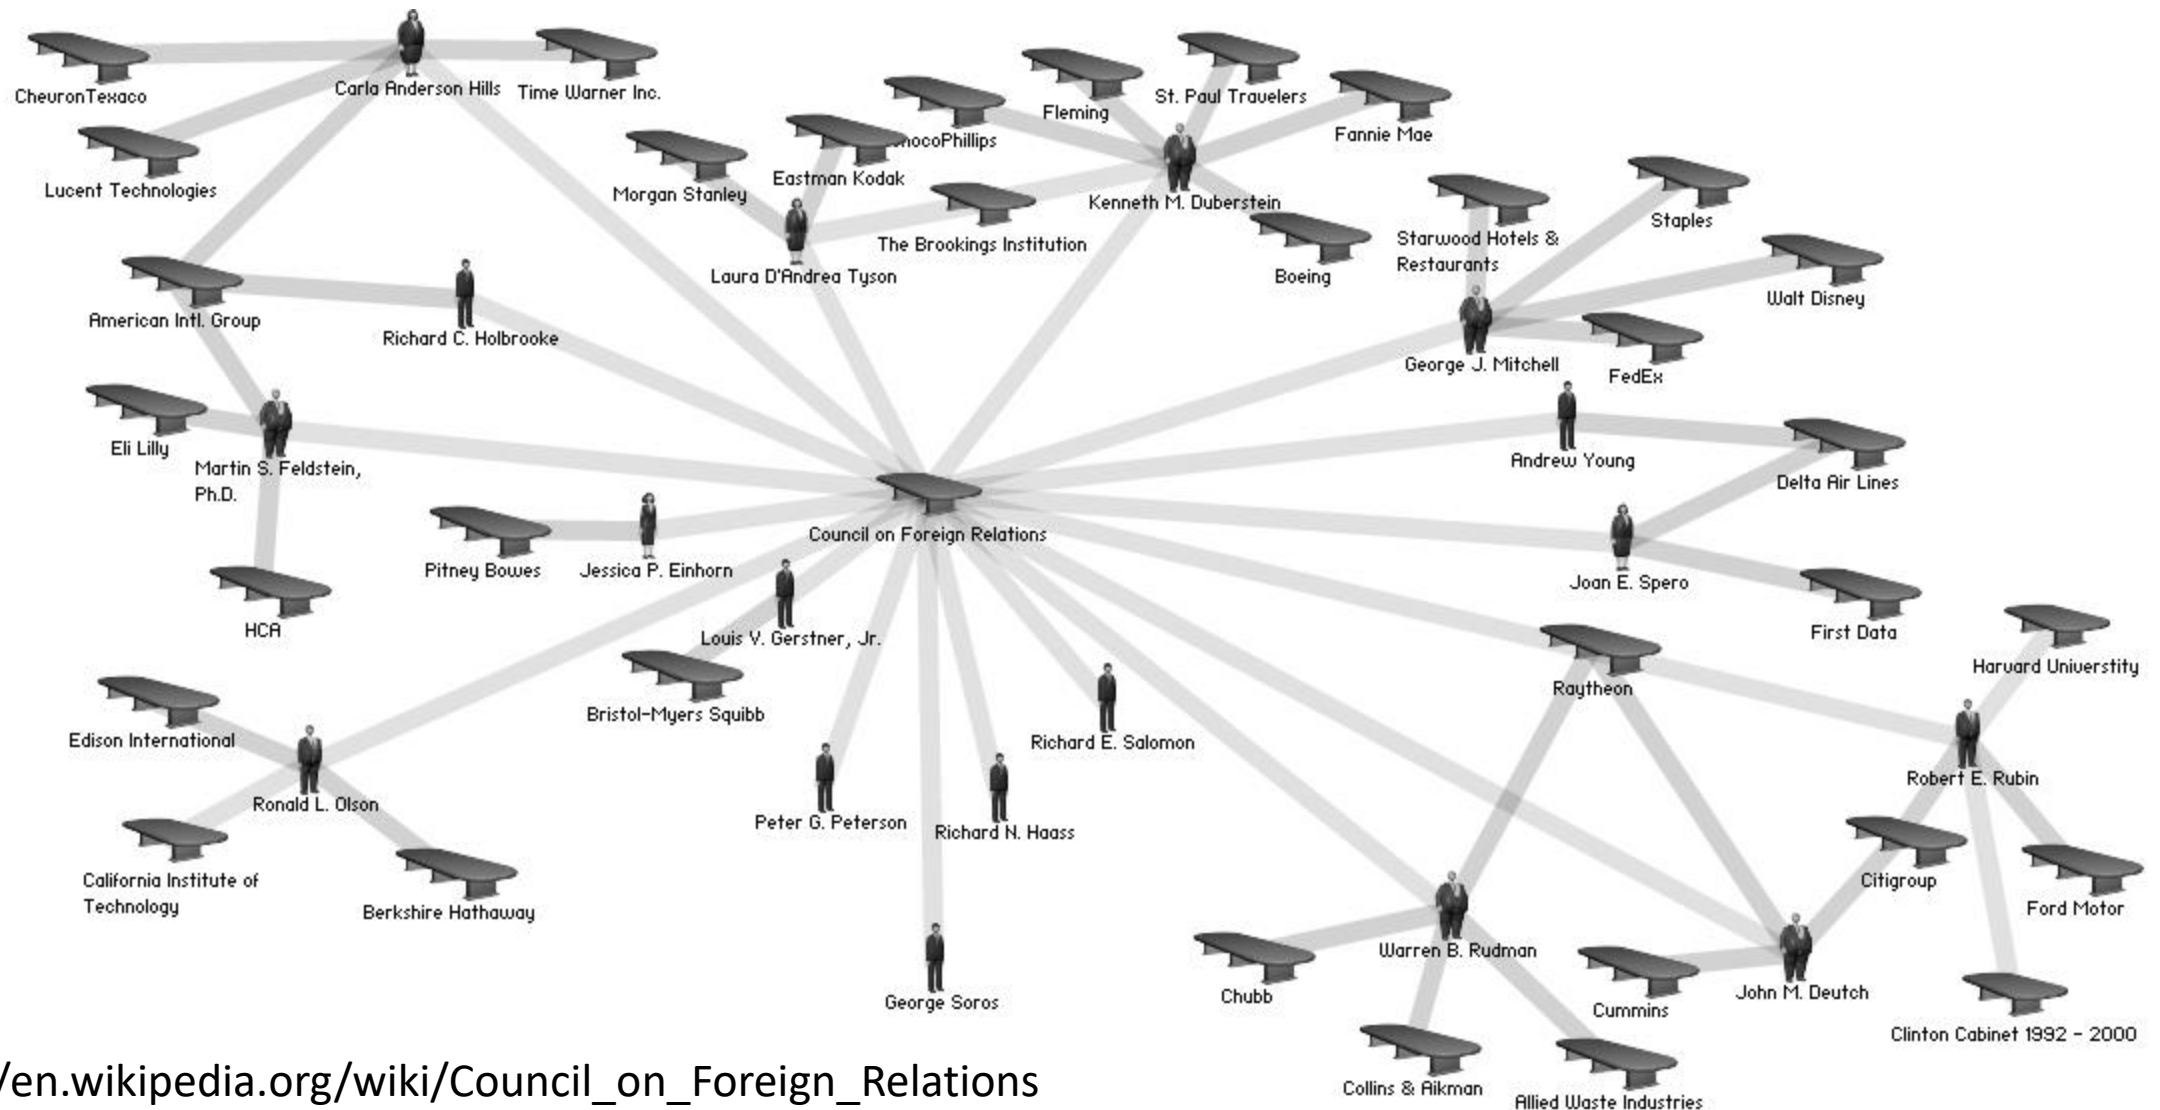 ChevronTexaco
Carla Anderson Hills
Time Warner Inc.
Lucent Technologies
Morgan Stanley
Eastman Kodak
nocoPhillips
Fleming
St. Paul Travelers
Fannie Mae
Kenneth M. Duberstein
The Brookings Institution
Laura D'Andrea Tyson
Boeing
Starwood Hotels &
Restaurants
Staples
Walt Disney
George J. Mitchell
FedEx
American Intl. Group
Richard C. Holbrooke
Eli Lilly
Martin S. Feldstein,
Ph.D.
Andrew Young
Delta Air Lines
Council on Foreign Relations
Pitney Bowes
Jessica P. Einhorn
Joan E. Spero
First Data
HCA
Louis V. Gerstner, Jr.
Bristol-Myers Squibb
Raytheon
Harvard Universtity
Edison International
Ronald L. Olson
Richard E. Salomon
Peter G. Peterson
Richard N. Haass
Robert E. Rubin
California Institute of
Technology
Berkshire Hathaway
Citigroup
Ford Motor
George Soros
Warren B. Rudman
Chubb
Cummins
John M. Deutch
Clinton Cabinet 1992 - 2000
Collins & Aikman
Allied Waste Industries
/en.wikipedia.org/wiki/Council_on_Foreign_Relations